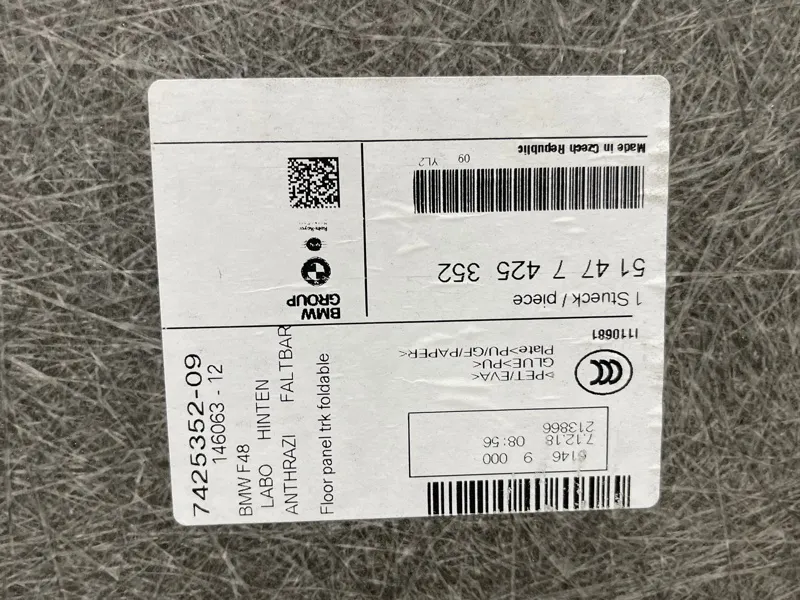 Made in Czech Republic
09 YL2
51 47 7 425 352
1 Stueck / piece
BMW
GROUP
I110681
>PET/EVA<
GLUE>PU<
Plate>PU/GF/PAPER<
CCC
6146 9 000
7.12.18 08:56
213866
7425352-09
146063 - 12
BMW F48
LABO HINTEN
ANTHRAZI FALTBAR
Floor panel trk foldable